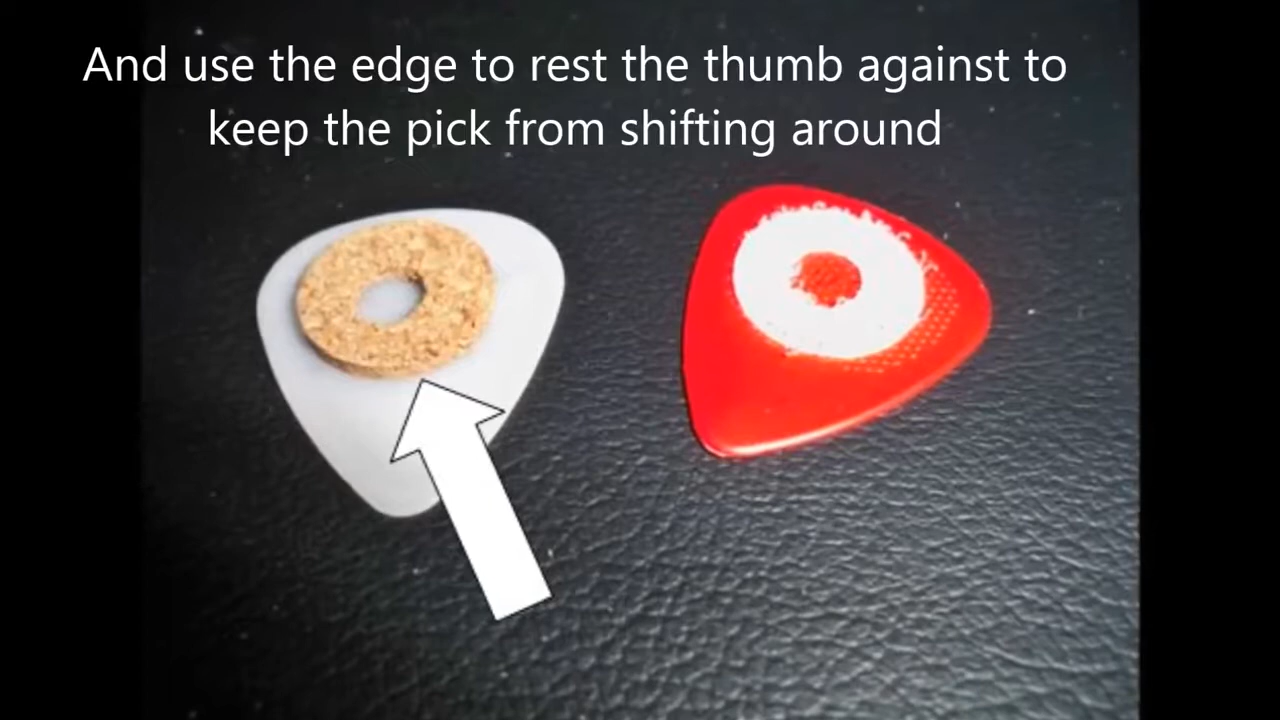 And use the edge to rest the thumb against to
keep the pick from shifting around